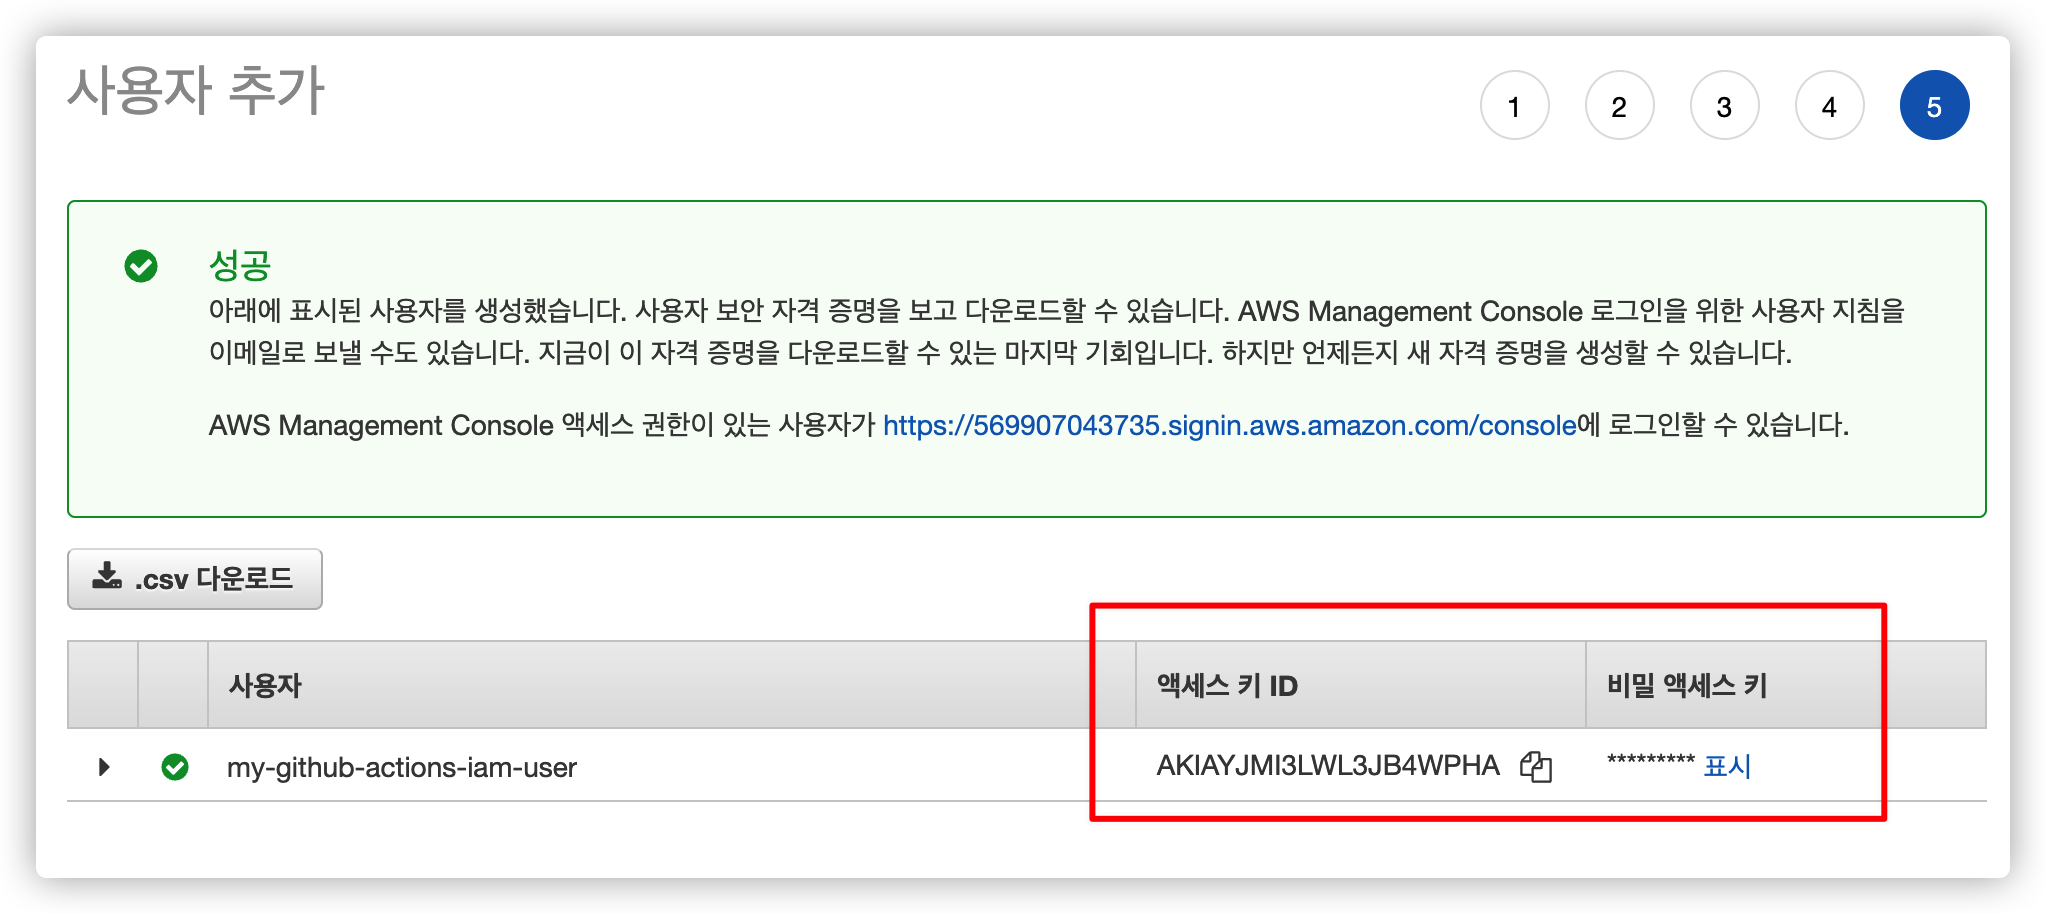 사용자 추가
1 2 3 4 5
성공
아래에 표시된 사용자를 생성했습니다. 사용자 보안 자격 증명을 보고 다운로드할 수 있습니다. AWS Management Console 로그인을 위한 사용자 지침을
이메일로 보낼 수도 있습니다. 지금이 이 자격 증명을 다운로드할 수 있는 마지막 기회입니다. 하지만 언제든지 새 자격 증명을 생성할 수 있습니다.
AWS Management Console 액세스 권한이 있는 사용자가 https://569907043735.signin.aws.amazon.com/console에 로그인할 수 있습니다.
.csv 다운로드
사용자 액세스 키 ID 비밀 액세스 키
my-github-actions-iam-user AKIAYJMI3LWL3JB4WPHA ********* 표시